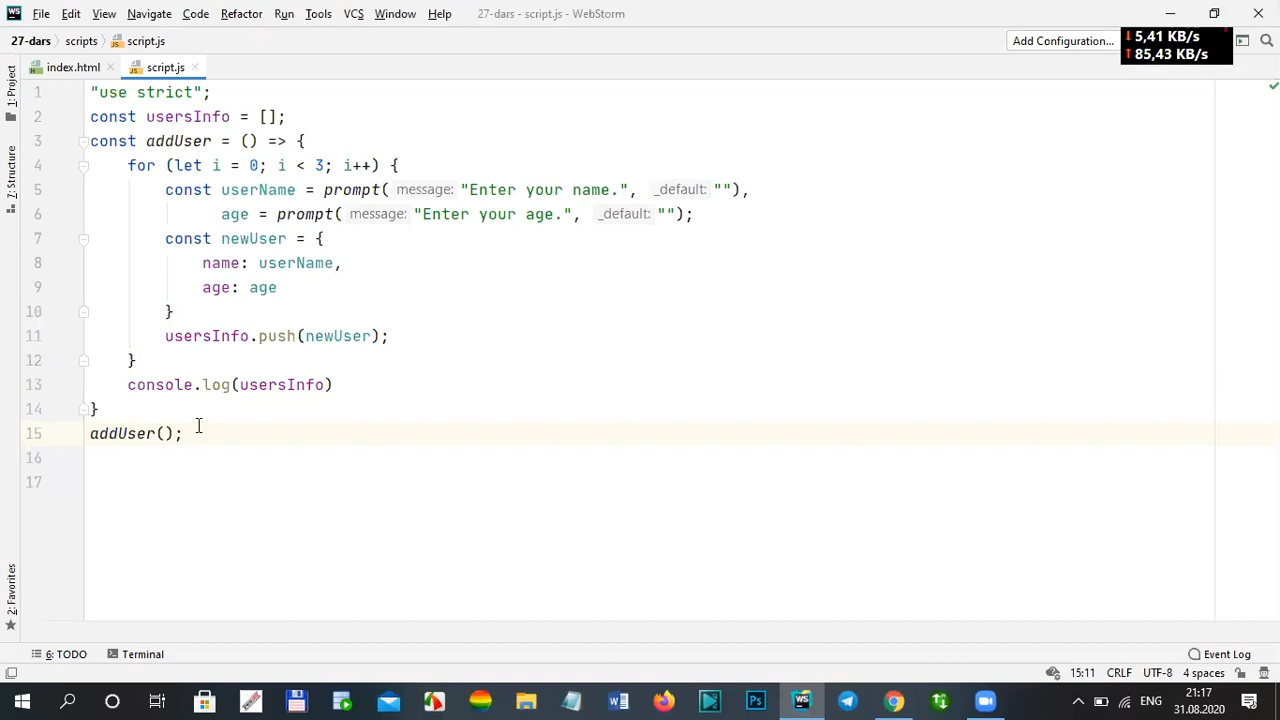 WS File Edit View Navigate Code Refactor Run Tools VCS Window Help 27-dars - script.js - WebStorm
27-dars scripts script.js Add Configuration... 5,41 KB/s
85,43 KB/s
index.html script.js
1: Project
7: Structure
2: Favorites
1 "use strict";
2 const usersInfo = [];
3 const addUser = () => {
4 for (let i = 0; i < 3; i++) {
5 const userName = prompt( message: "Enter your name.", _default: ""),
6 age = prompt( message: "Enter your age.", _default: "");
7 const newUser = {
8 name: userName,
9 age: age
10 }
11 usersInfo.push(newUser);
12 }
13 console.log(usersInfo)
14 }
15 addUser();
16
17
6: TODO Terminal Event Log
15:11 CRLF UTF-8 4 spaces
W Ps WS ENG 21:17
31.08.2020